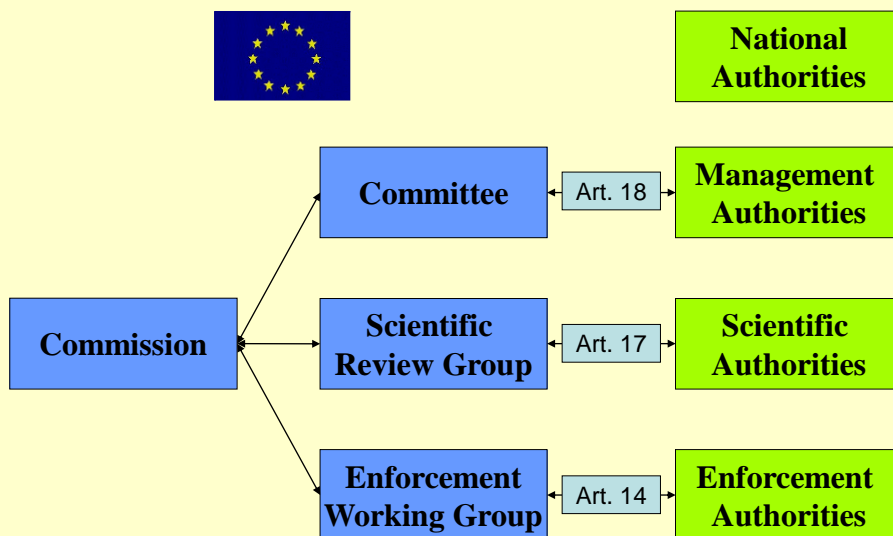 National
Authorities
Committee
Art. 18
Management
Authorities
Commission
Scientific
Review Group
Art. 17
Scientific
Authorities
Enforcement
Working Group
Art. 14
Enforcement
Authorities